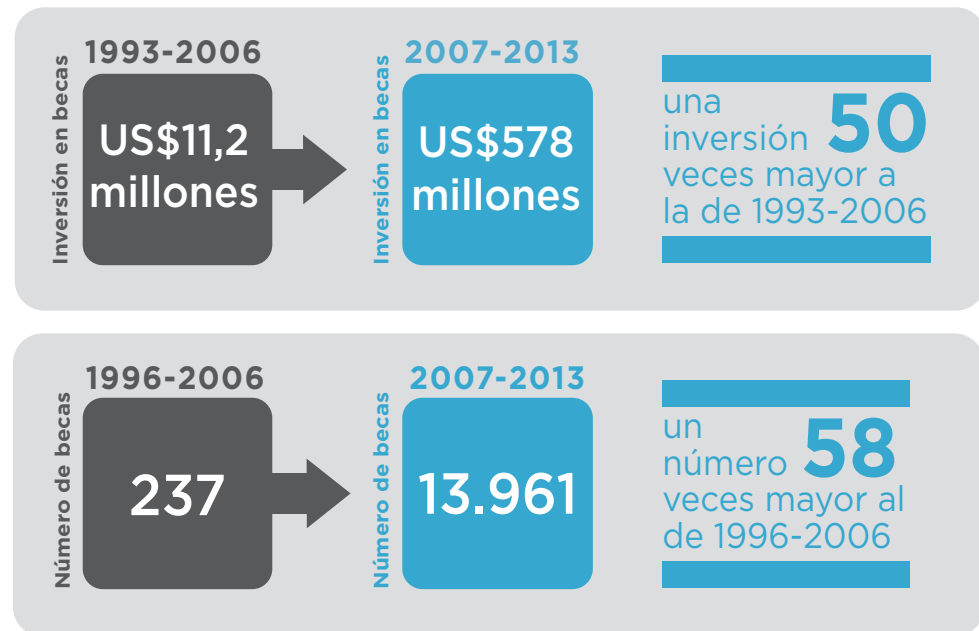 Inversión en becas
1993-2006
US$11,2
millones
Inversión en becas
2007-2013
US$578
millones
una
inversión 50
veces mayor a
la de 1993-2006
Número de becas
1996-2006
237
Número de becas
2007-2013
13.961
un
número 58
veces mayor al
de 1996-2006